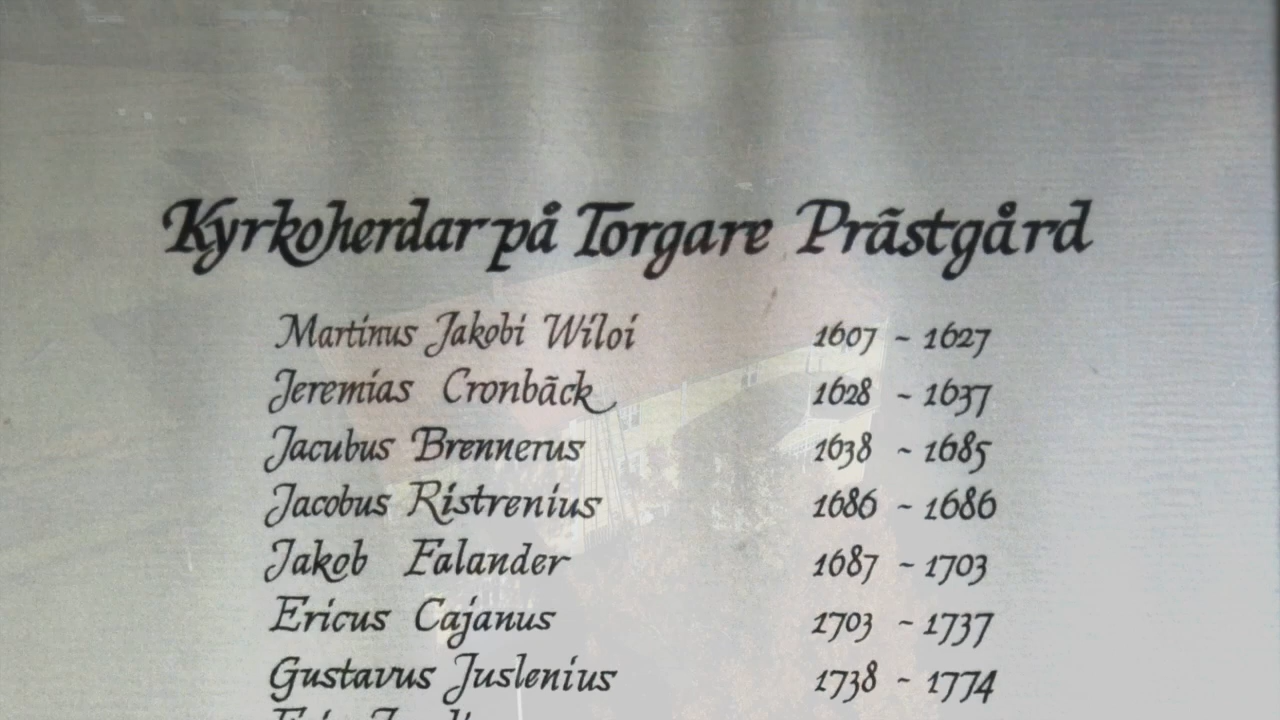 Kyrkoherdar på Torgare Prästgård
Martinus Jakobi Wiloi 1607 ~ 1627
Jeremias Cronbäck 1628 ~ 1637
Jacubus Brennerus 1638 ~ 1685
Jacobus Ristrenius 1686 ~ 1686
Jakob Falander 1687 ~ 1703
Ericus Cajanus 1703 ~ 1737
Gustavus Juslenius 1738 ~ 1774